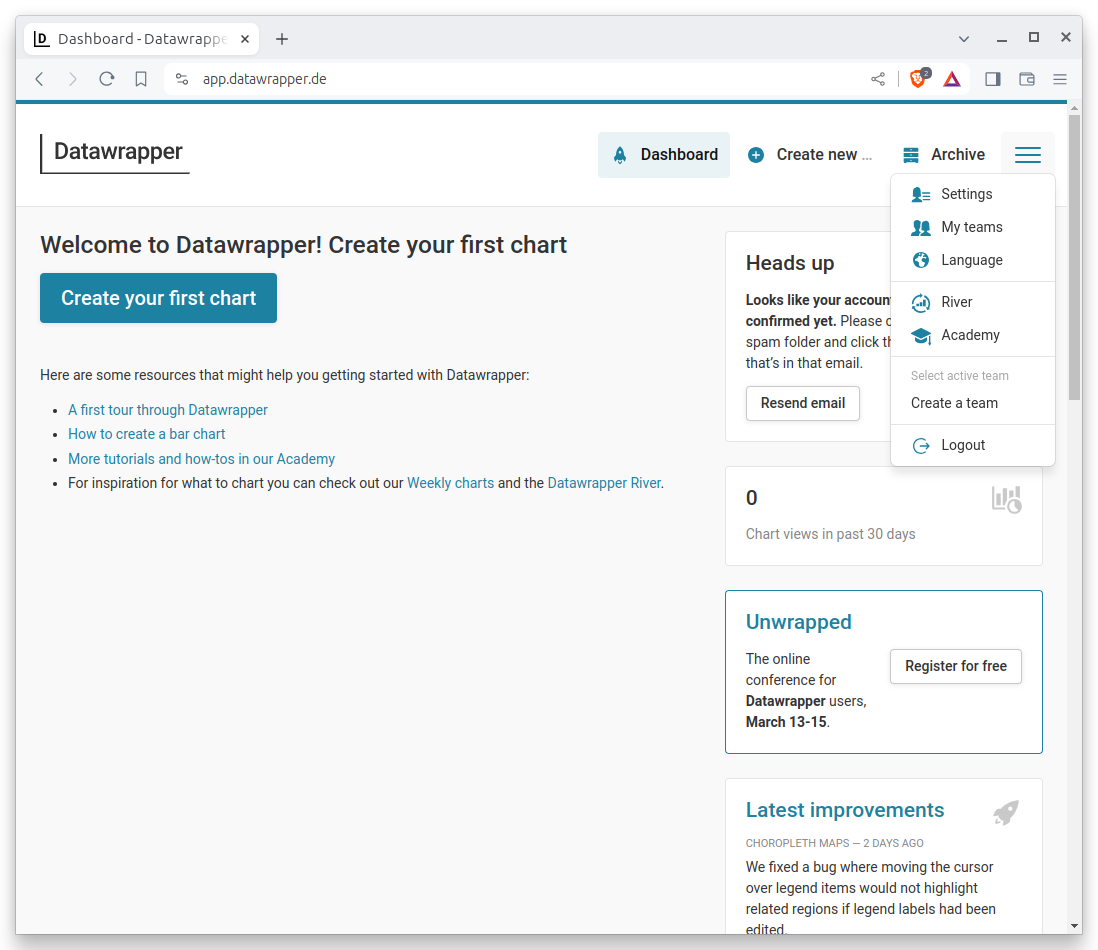 Dashboard - Datawrappe
app.datawrapper.de
2
Datawrapper
Dashboard
Create new ...
Archive
Settings
My teams
Language
River
Academy
Select active team
Create a team
Logout
Welcome to Datawrapper! Create your first chart
Create your first chart
Here are some resources that might help you getting started with Datawrapper:
• A first tour through Datawrapper
• How to create a bar chart
• More tutorials and how-tos in our Academy
• For inspiration for what to chart you can check out our Weekly charts and the Datawrapper River.
Heads up
Looks like your account
confirmed yet. Please
spam folder and click
that's in that email.
Resend email
0
Chart views in past 30 days
Unwrapped
The online
conference for
Datawrapper users,
March 13-15.
Register for free
Latest improvements
CHOROPLETH MAPS — 2 DAYS AGO
We fixed a bug where moving the cursor
over legend items would not highlight
related regions if legend labels had been
edited.